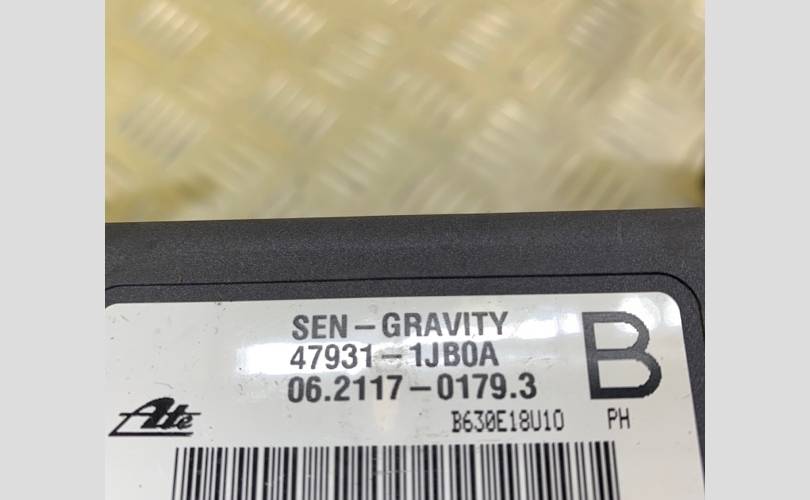 SEN-GRAVITY
47931-1JB0A
06.2117-0179.3
B
Ate
B630E18U10 PH